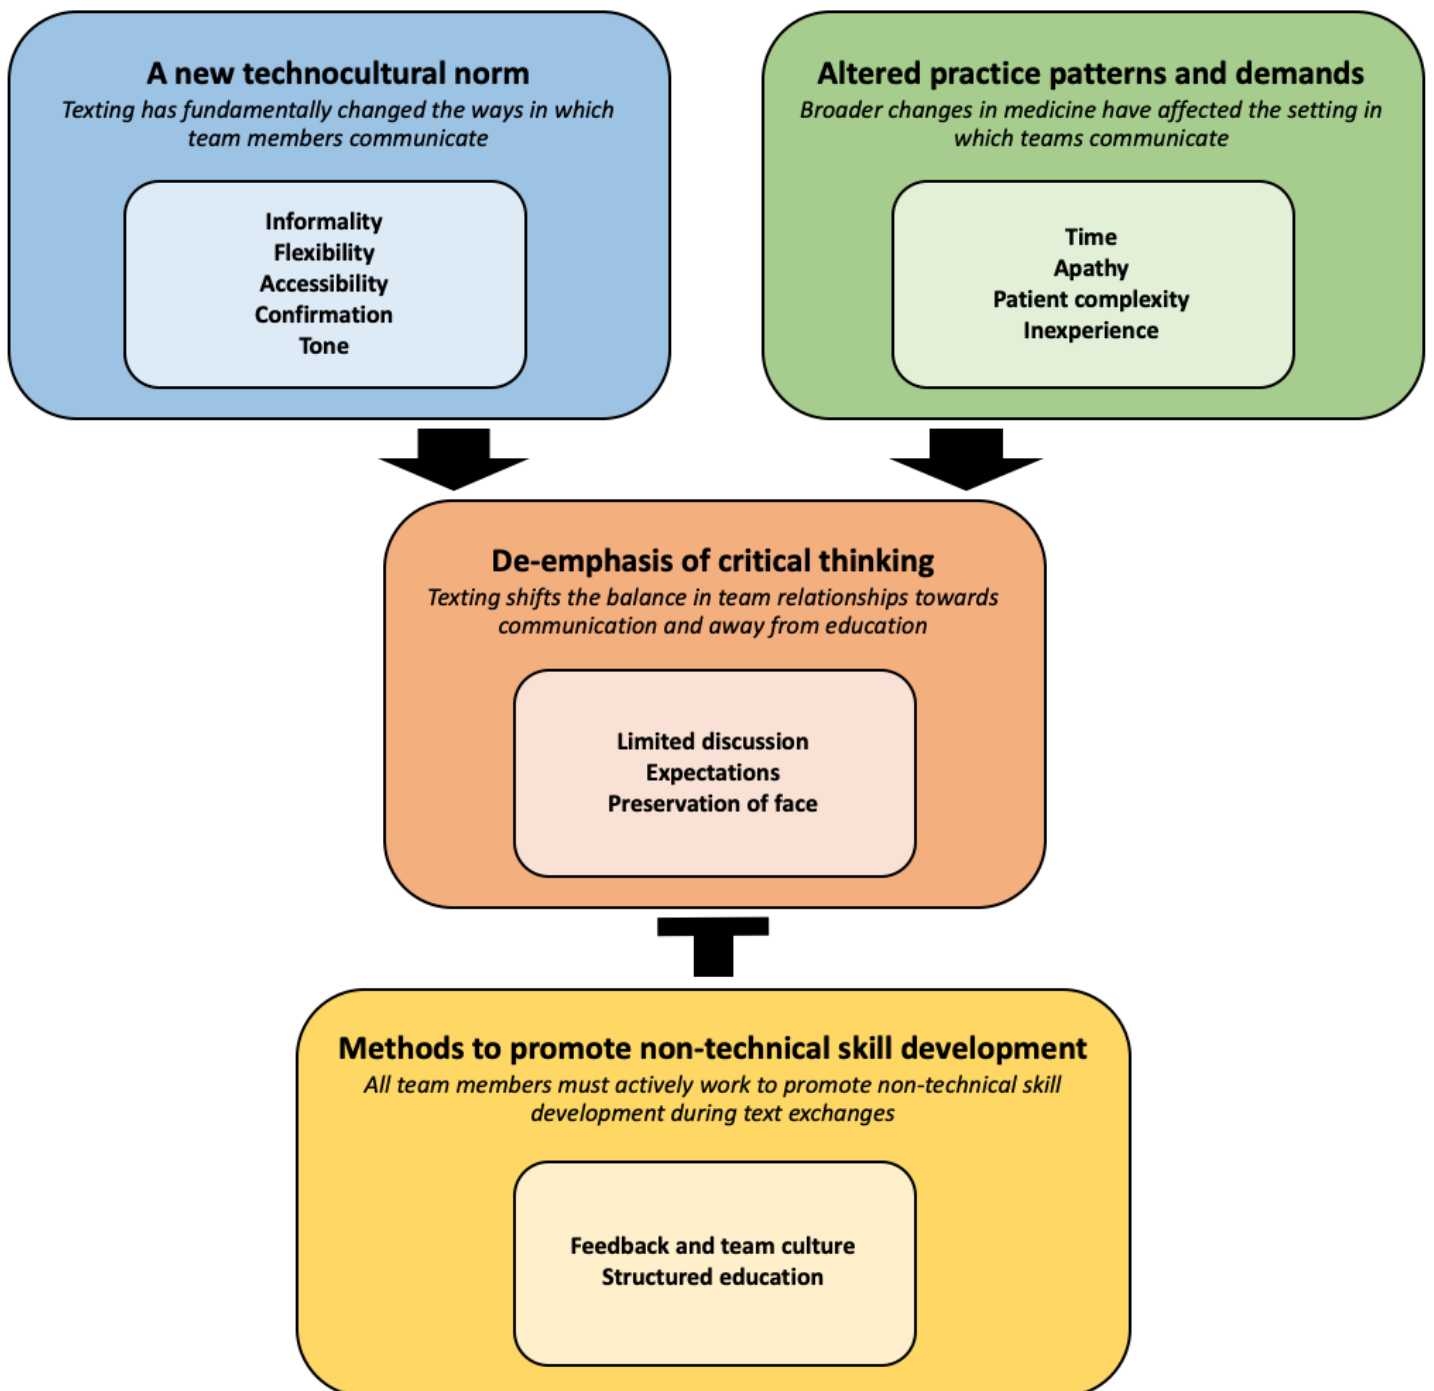 A new technocultural norm
Texting has fundamentally changed the ways in which
team members communicate
Informality
Flexibility
Accessibility
Confirmation
Tone
Altered practice patterns and demands
Broader changes in medicine have affected the setting in
which teams communicate
Time
Apathy
Patient complexity
Inexperience
De-emphasis of critical thinking
Texting shifts the balance in team relationships towards
communication and away from education
Limited discussion
Expectations
Preservation of face
Methods to promote non-technical skill development
All team members must actively work to promote non-technical skill
development during text exchanges
Feedback and team culture
Structured education